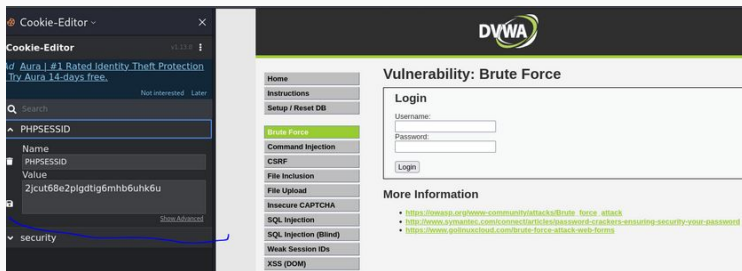 Cookie-Editor
Cookie-Editor v1.13.0
Ad Aura | #1 Rated Identity Theft Protection
Try Aura 14-days free.
Not interested Later
Search
PHPSESSID
Name
PHPSESSID
Value
2jcut68e2plgdtig6mhb6uhk6u
Show Advanced
security
DVWA
Home
Instructions
Setup / Reset DB
Brute Force
Command Injection
CSRF
File Inclusion
File Upload
Insecure CAPTCHA
SQL Injection
SQL Injection (Blind)
Weak Session IDs
XSS (DOM)
Vulnerability: Brute Force
Login
Username:
Password:
Login
More Information
https://owasp.org/www-community/attacks/Brute_force_attack
http://www.symantec.com/connect/articles/password-crackers-ensuring-security-your-password
https://www.golinuxcloud.com/brute-force-attack-web-forms